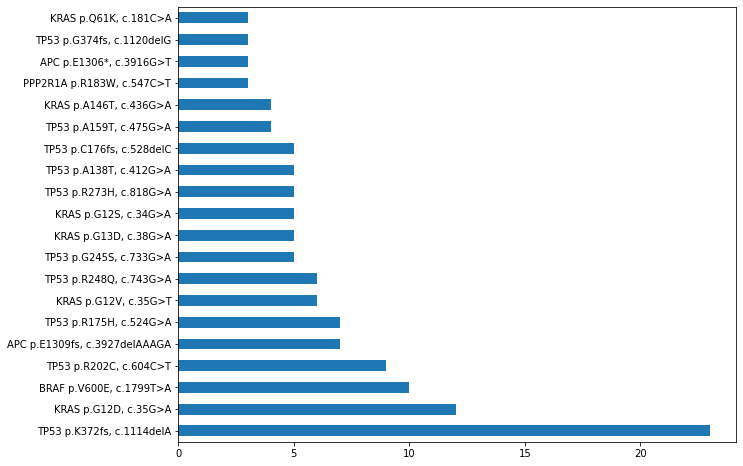 KRAS p.Q61K, c.181C>A
TP53 p.G374fs, c.1120delG
APC p.E1306*, c.3916G>T
PPP2R1A p.R183W, c.547C>T
KRAS p.A146T, c.436G>A
TP53 p.A159T, c.475G>A
TP53 p.C176fs, c.528delC
TP53 p.A138T, c.412G>A
TP53 p.R273H, c.818G>A
KRAS p.G12S, c.34G>A
KRAS p.G13D, c.38G>A
TP53 p.G245S, c.733G>A
TP53 p.R248Q, c.743G>A
KRAS p.G12V, c.35G>T
TP53 p.R175H, c.524G>A
APC p.E1309fs, c.3927delAAAGA
TP53 p.R202C, c.604C>T
BRAF p.V600E, c.1799T>A
KRAS p.G12D, c.35G>A
TP53 p.K372fs, c.1114delA
0 5 10 15 20